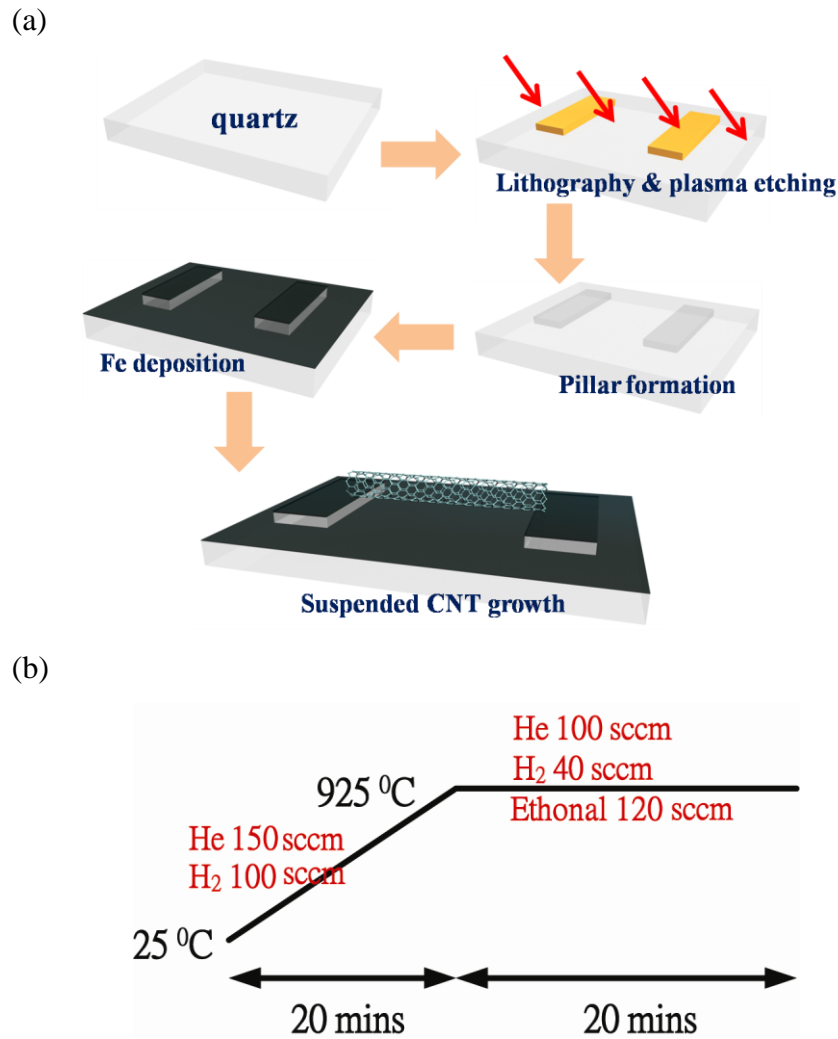 (a)
quartz
Lithography & plasma etching
Fe deposition
Pillar formation
Suspended CNT growth
(b)
He 100 sccm
H₂ 40 sccm
925 ⁰C
Ethonal 120 sccm
He 150 sccm
H₂ 100 sccm
25 ⁰C
20 mins
20 mins